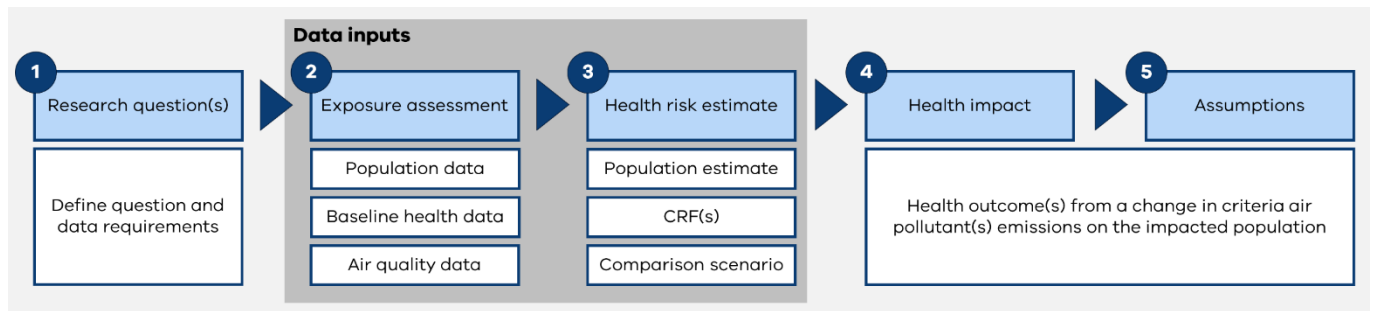 Data inputs
1
Research question(s)
Define question and
data requirements
2
Exposure assessment
Population data
Baseline health data
Air quality data
3
Health risk estimate
Population estimate
CRF(s)
Comparison scenario
4
Health impact
5
Assumptions
Health outcome(s) from a change in criteria air
pollutant(s) emissions on the impacted population